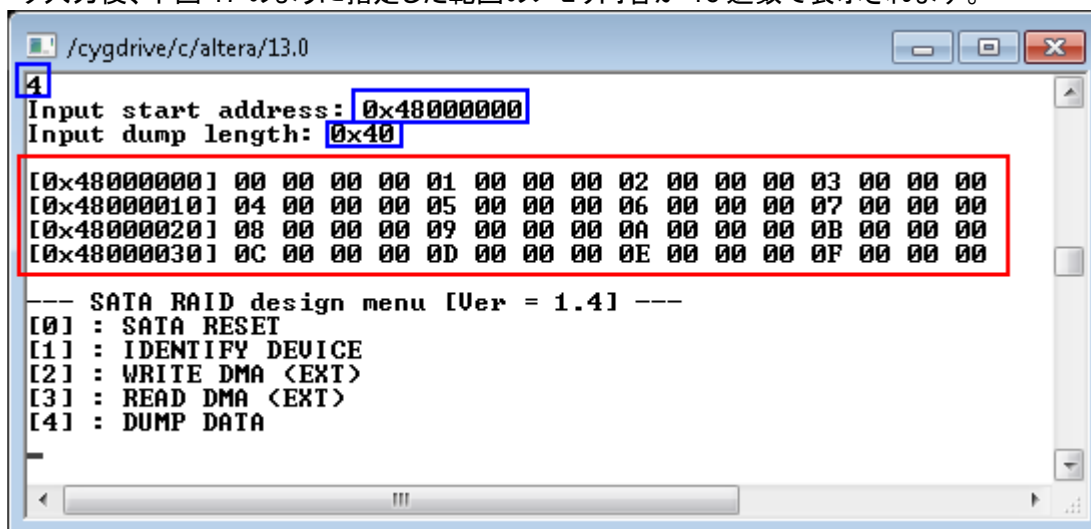 /cygdrive/c/altera/13.0
4
Input start address: 0x48000000
Input dump length: 0x40
[0x48000000] 00 00 00 00 01 00 00 00 02 00 00 00 03 00 00 00
[0x48000010] 04 00 00 00 05 00 00 00 06 00 00 00 07 00 00 00
[0x48000020] 08 00 00 00 09 00 00 00 0A 00 00 00 0B 00 00 00
[0x48000030] 0C 00 00 00 0D 00 00 00 0E 00 00 00 0F 00 00 00
--- SATA RAID design menu [Ver = 1.4] ---
[0] : SATA RESET
[1] : IDENTIFY DEVICE
[2] : WRITE DMA (EXT)
[3] : READ DMA (EXT)
[4] : DUMP DATA